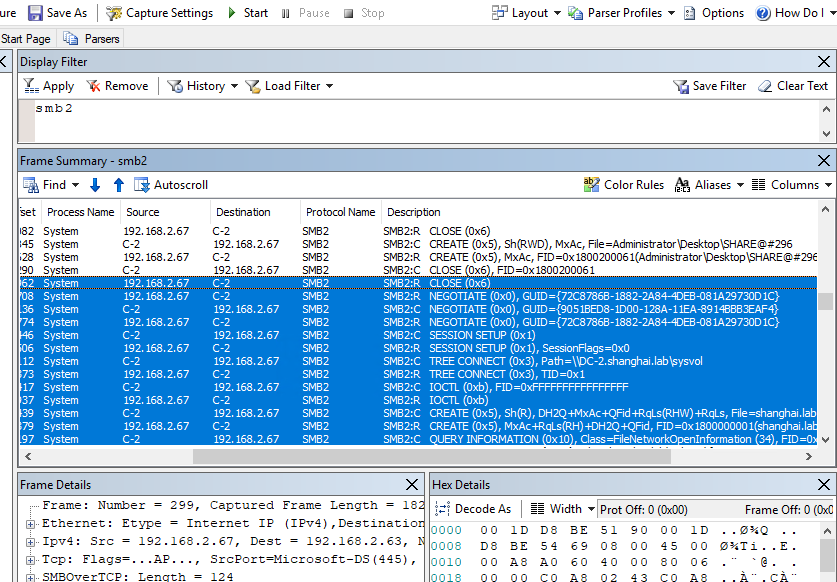 ure Save As Capture Settings Start Pause Stop Layout Parser Profiles Options How Do I
Start Page Parsers
Display Filter
Apply Remove History Load Filter Save Filter Clear Text
smb2
Frame Summary - smb2
Find Autoscroll Color Rules Aliases Columns
fset Process Name Source Destination Protocol Name Description
082 System 192.168.2.67 C-2 SMB2 SMB2:R CLOSE (0x6)
345 System C-2 192.168.2.67 SMB2 SMB2:C CREATE (0x5), Sh(RWD), MxAc, File=Administrator\Desktop\SHARE@#296
528 System 192.168.2.67 C-2 SMB2 SMB2:R CREATE (0x5), MxAc, FID=0x1800200061(Administrator\Desktop\SHARE@#296
290 System C-2 192.168.2.67 SMB2 SMB2:C CLOSE (0x6), FID=0x1800200061
962 System 192.168.2.67 C-2 SMB2 SMB2:R CLOSE (0x6)
708 System 192.168.2.67 C-2 SMB2 SMB2:R NEGOTIATE (0x0), GUID={72C8786B-1882-2A84-4DEB-081A29730D1C}
136 System C-2 192.168.2.67 SMB2 SMB2:C NEGOTIATE (0x0), GUID={9051BED8-1D00-128A-11EA-8914BBB3EAF4}
774 System 192.168.2.67 C-2 SMB2 SMB2:R NEGOTIATE (0x0), GUID={72C8786B-1882-2A84-4DEB-081A29730D1C}
446 System C-2 192.168.2.67 SMB2 SMB2:C SESSION SETUP (0x1)
506 System 192.168.2.67 C-2 SMB2 SMB2:R SESSION SETUP (0x1), SessionFlags=0x0
112 System C-2 192.168.2.67 SMB2 SMB2:C TREE CONNECT (0x3), Path=\\DC-2.shanghai.lab\sysvol
373 System 192.168.2.67 C-2 SMB2 SMB2:R TREE CONNECT (0x3), TID=0x1
417 System C-2 192.168.2.67 SMB2 SMB2:C IOCTL (0xb), FID=0xFFFFFFFFFFFFFFFF
937 System 192.168.2.67 C-2 SMB2 SMB2:R IOCTL (0xb)
939 System C-2 192.168.2.67 SMB2 SMB2:C CREATE (0x5), Sh(R), DH2Q+MxAc+QFid+RqLs(RHW)+RqLs, File=shanghai.lab
379 System 192.168.2.67 C-2 SMB2 SMB2:R CREATE (0x5), MxAc+RqLs(RH)+DH2Q+QFid, FID=0x1800000001(shanghai.lab
197 System C-2 192.168.2.67 SMB2 SMB2:C QUERY INFORMATION (0x10), Class=FileNetworkOpenInformation (34), FID=0x
Frame Details
Frame: Number = 299, Captured Frame Length = 182
Ethernet: Etype = Internet IP (IPv4),Destination
Ipv4: Src = 192.168.2.67, Dest = 192.168.2.63, N
Tcp: Flags=...AP..., SrcPort=Microsoft-DS(445),
SMBOverTCP: Length = 124
Hex Details
Decode As Width Prot Off: 0 (0x00) Frame Off: 0 (0x0
0000 00 1D D8 BE 51 90 00 1D ..Ø¾Q ..
0008 D8 BE 54 69 08 00 45 00 Ø¾Ti..E.
0010 00 A8 A0 60 40 00 80 06 .¨ `@. .
0018 00 00 C0 A8 02 43 C0 A8 ..À¨.CÀ¨